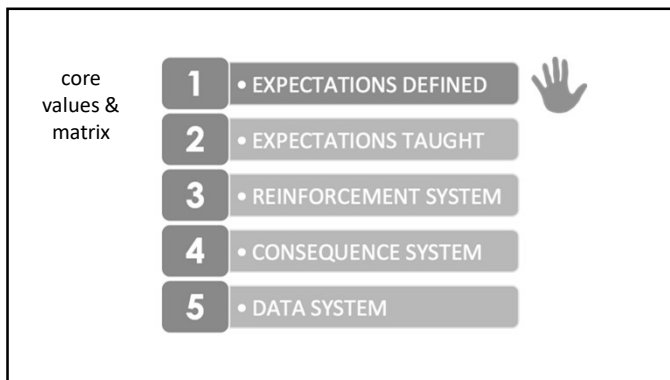 core
values &
matrix
1 • EXPECTATIONS DEFINED
2 • EXPECTATIONS TAUGHT
3 • REINFORCEMENT SYSTEM
4 • CONSEQUENCE SYSTEM
5 • DATA SYSTEM